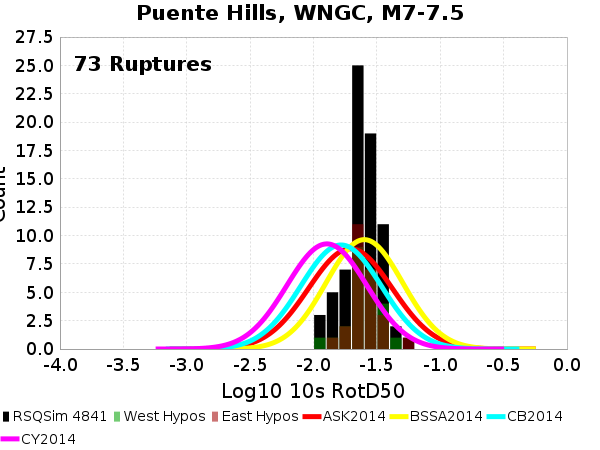 Puente Hills, WNGC, M7-7.5
27.5
25.0
22.5
20.0
17.5
15.0
12.5
10.0
7.5
5.0
2.5
0.0
73 Ruptures
-4.0 -3.5 -3.0 -2.5 -2.0 -1.5 -1.0 -0.5 0.0
Log10 10s RotD50
RSQSim 4841 West Hypos East Hypos ASK2014 BSSA2014 CB2014
CY2014